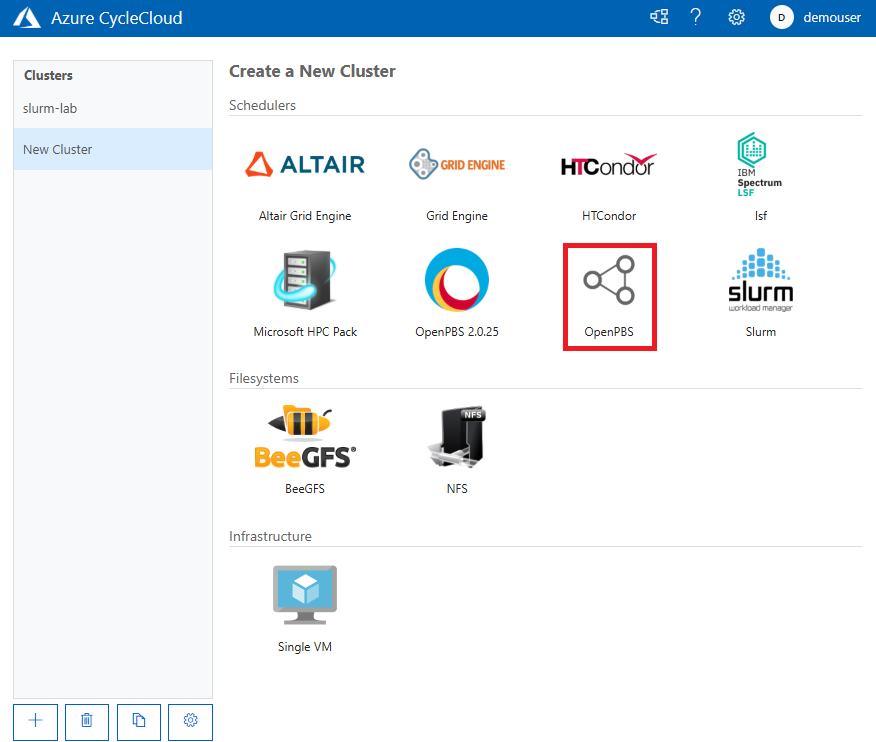 Azure CycleCloud
D demouser
Clusters
slurm-lab
New Cluster
Create a New Cluster
Schedulers
ALTAIR
GRID ENGINE
HTCondor
IBM
Spectrum
LSF
Altair Grid Engine
Grid Engine
HTCondor
lsf
slurm
workload manager
Microsoft HPC Pack
OpenPBS 2.0.25
OpenPBS
Slurm
Filesystems
BeeGFS®
NFS
BeeGFS
NFS
Infrastructure
Single VM